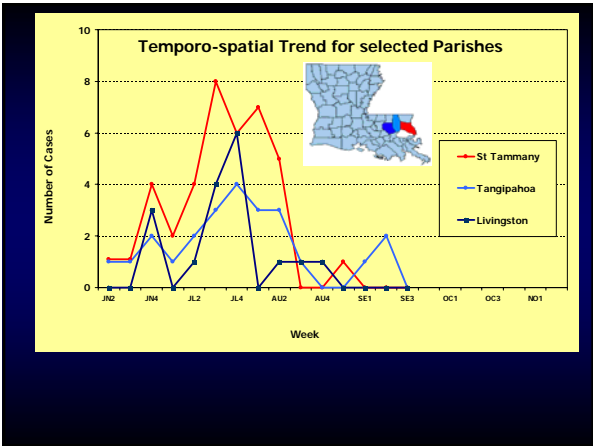 Temporo-spatial Trend for selected Parishes
10
8
6
4
2
0
Number of Cases
St Tammany
Tangipahoa
Livingston
JN2 JN4 JL2 JL4 AU2 AU4 SE1 SE3 OC1 OC3 NO1
Week